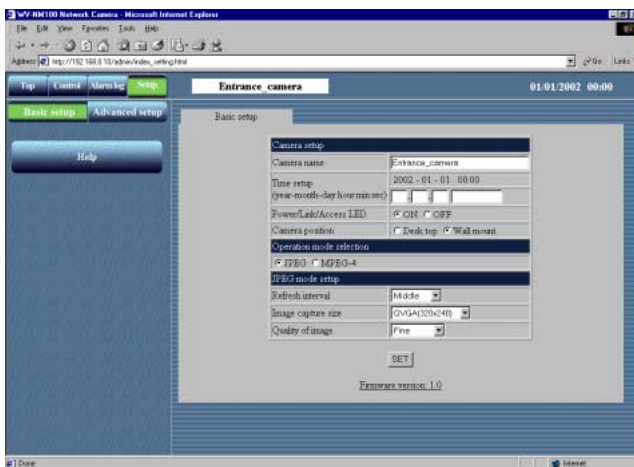 WV-NM100 Network Camera - Microsoft Internet Explorer
File Edit View Favorites Tools Help
Address http://192.168.0.10/admin/index_setting.html Go Links
Top Control Alarm log Setup Entrance_camera 01/01/2002 00:00
Basic setup Advanced setup
Basic setup
Help
Camera setup
Camera name Entrance_camera
Time setup 2002 - 01 - 01 00:00
(year-month-day hour:min:sec)
Power/Link/Access LED ON OFF
Camera position Desk top Wall mount
Operation mode selection
JPEG MPEG-4
JPEG mode setup
Refresh interval Middle
Image capture size QVGA(320x240)
Quality of image Fine
SET
Firmware version: 1.0
Done Internet